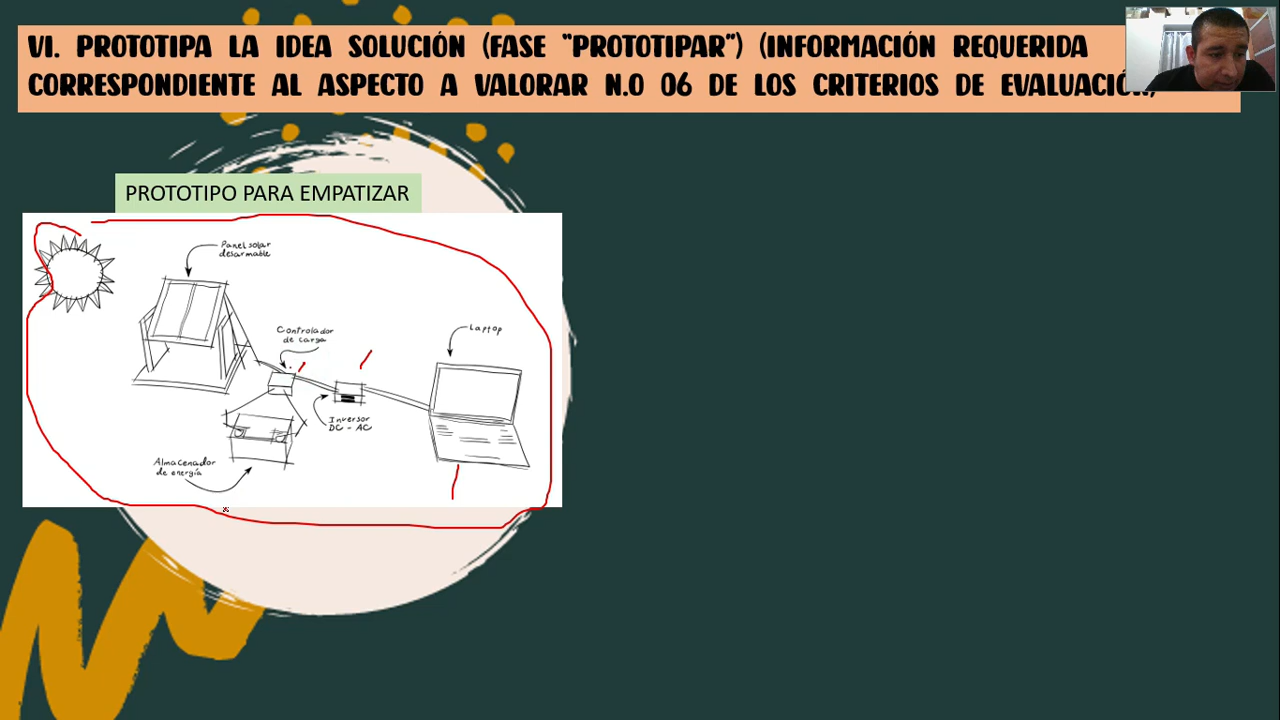 VI. PROTOTIPA LA IDEA SOLUCIÓN (FASE "PROTOTIPAR") (INFORMACIÓN REQUERIDA
CORRESPONDIENTE AL ASPECTO A VALORAR N.O 06 DE LOS CRITERIOS DE EVALUACIÓN)
PROTOTIPO PARA EMPATIZAR
Panel solar
desarmable
Controlador
de carga
Laptop
Inversor
DC - AC
Almacenador
de energía